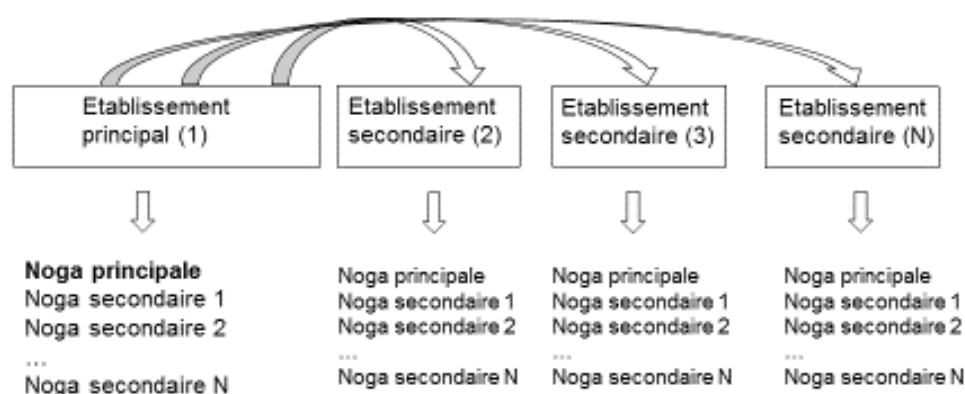 Etablissement
principal (1)
Etablissement
secondaire (2)
Etablissement
secondaire (3)
Etablissement
secondaire (N)
Noga principale
Noga secondaire 1
Noga secondaire 2
...
Noga secondaire N
Noga principale
Noga secondaire 1
Noga secondaire 2
...
Noga secondaire N
Noga principale
Noga secondaire 1
Noga secondaire 2
...
Noga secondaire N
Noga principale
Noga secondaire 1
Noga secondaire 2
...
Noga secondaire N